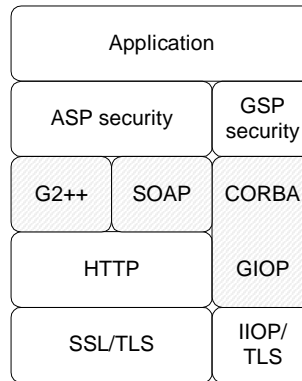 Application
ASP security
GSP
security
G2++
SOAP
CORBA
HTTP
GIOP
SSL/TLS
IIOP/
TLS